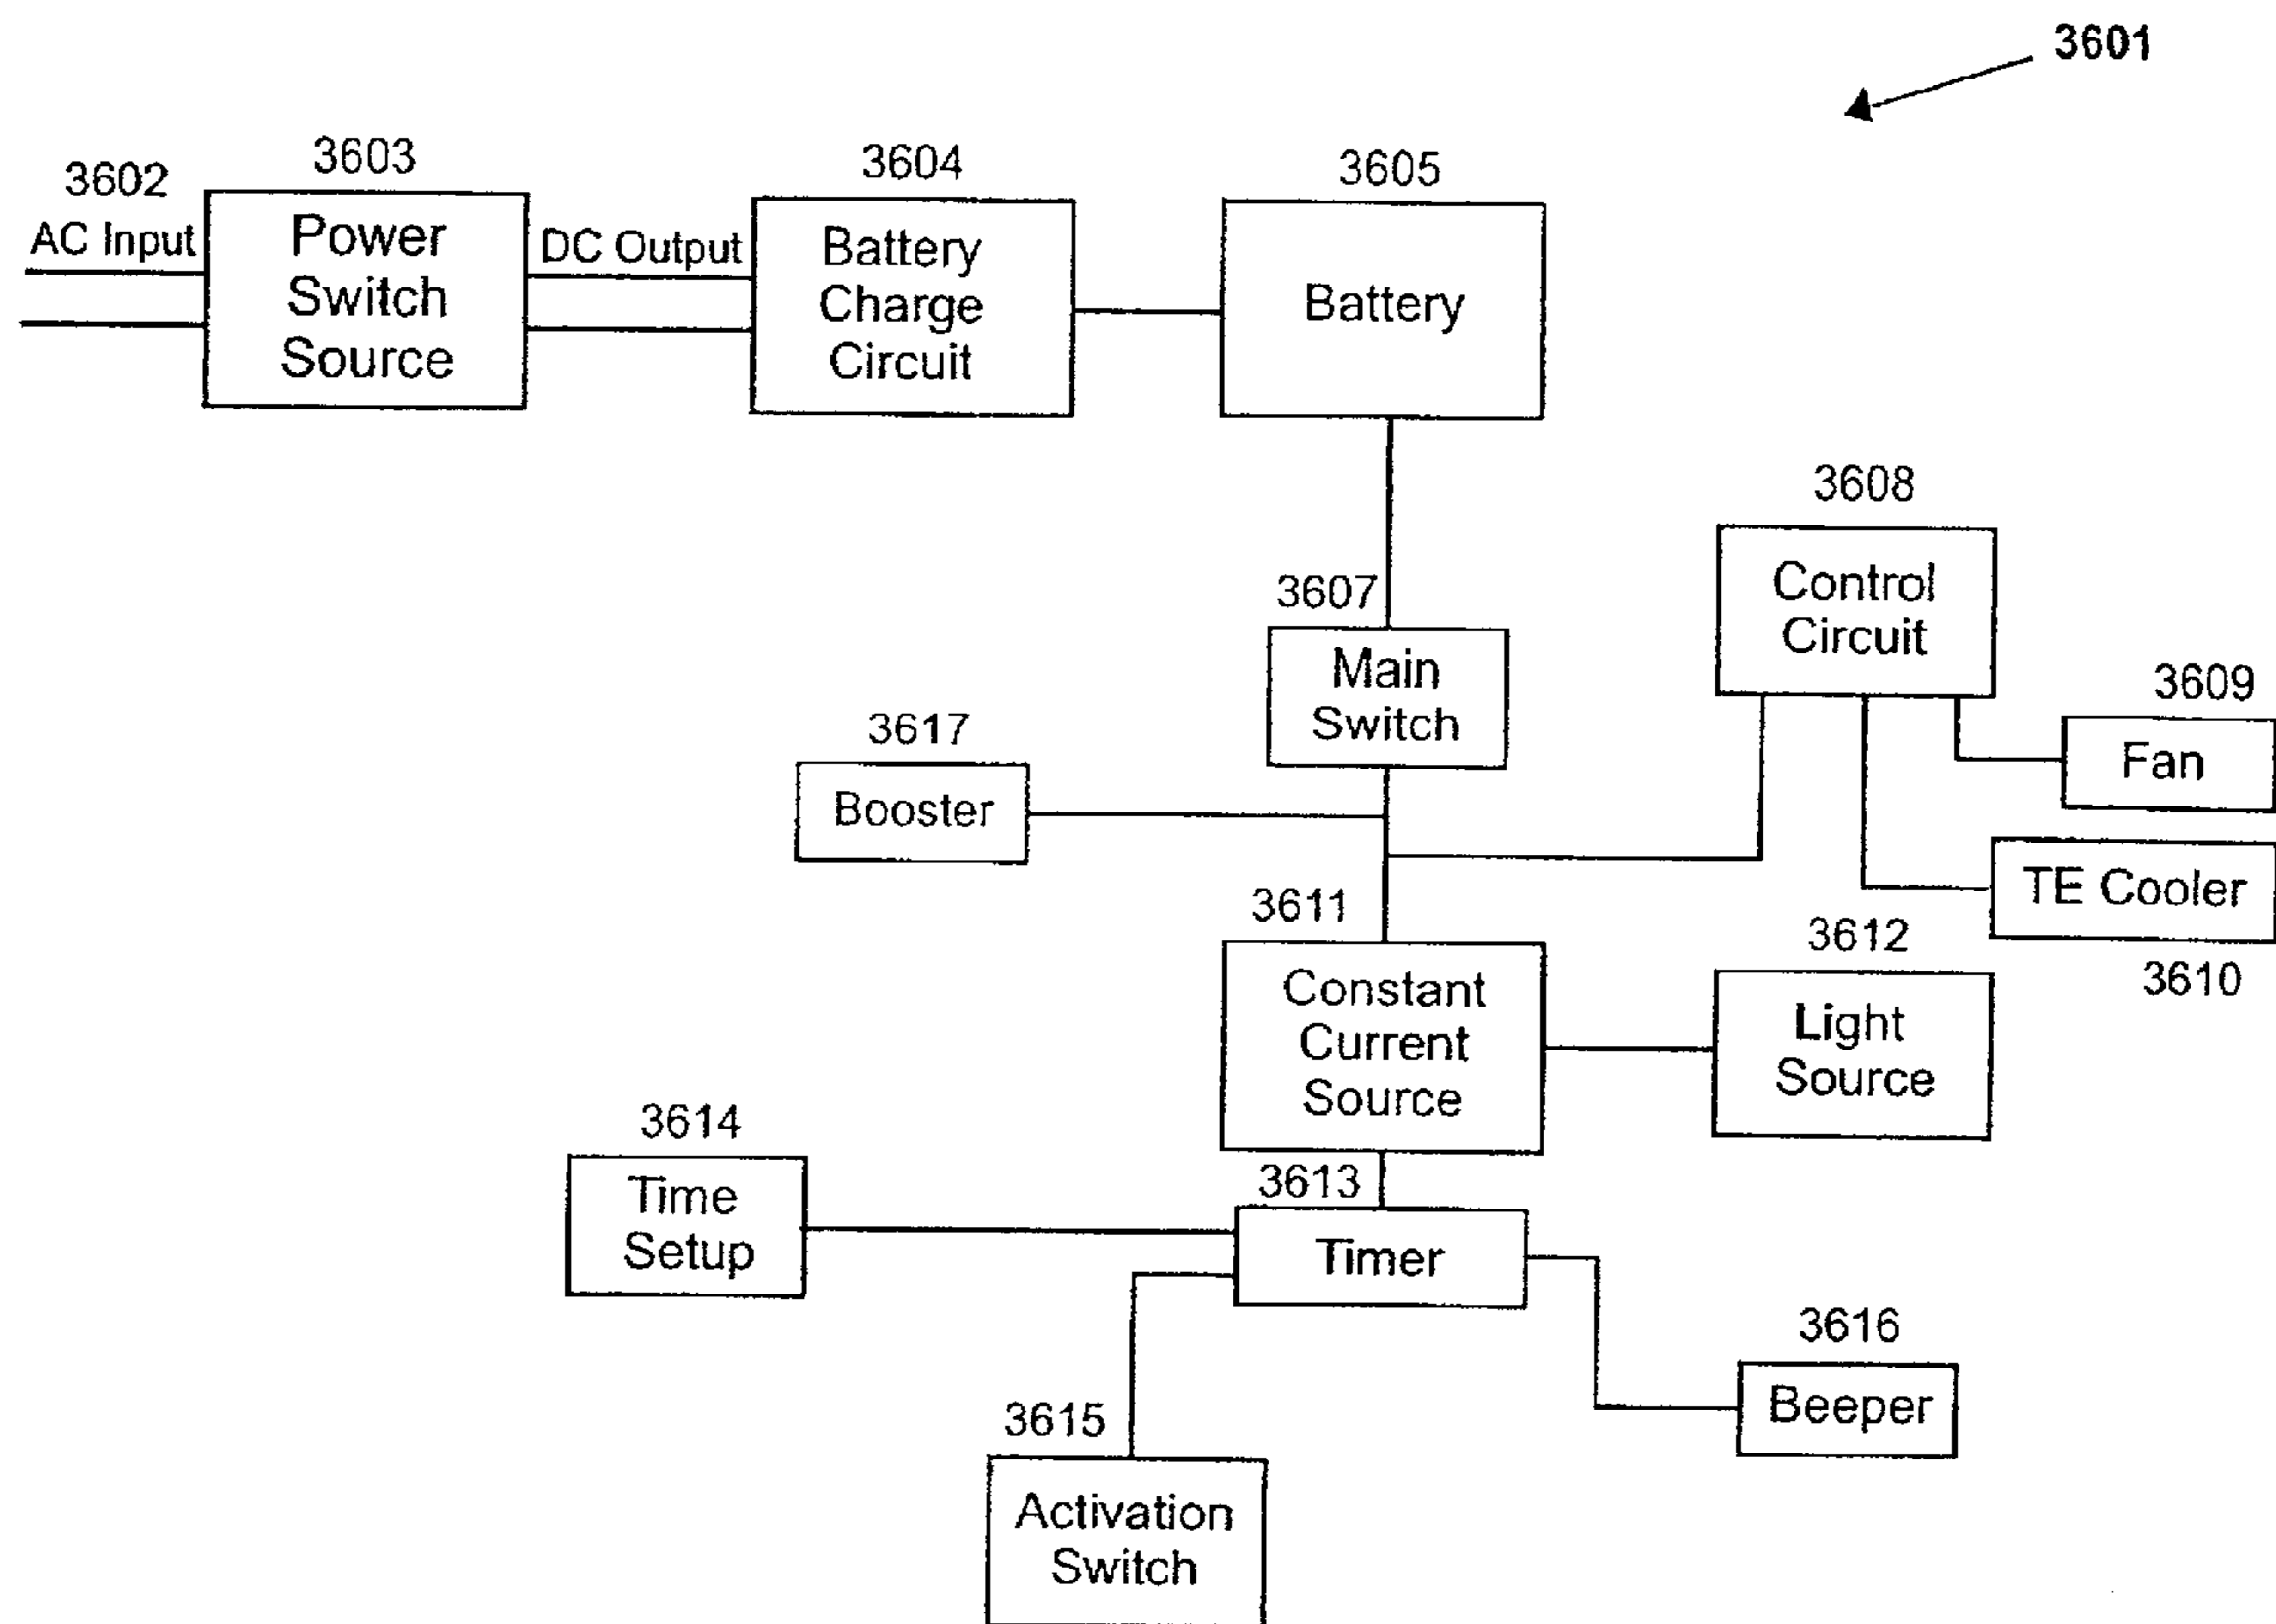 3601
3602
AC Input
3603
Power
Switch
Source
DC Output
3604
Battery
Charge
Circuit
3605
Battery
3607
Main
Switch
3608
Control
Circuit
3609
Fan
TE Cooler
3610
3617
Booster
3611
Constant
Current
Source
3612
Light
Source
3613
Timer
3614
Time
Setup
3615
Activation
Switch
3616
Beeper